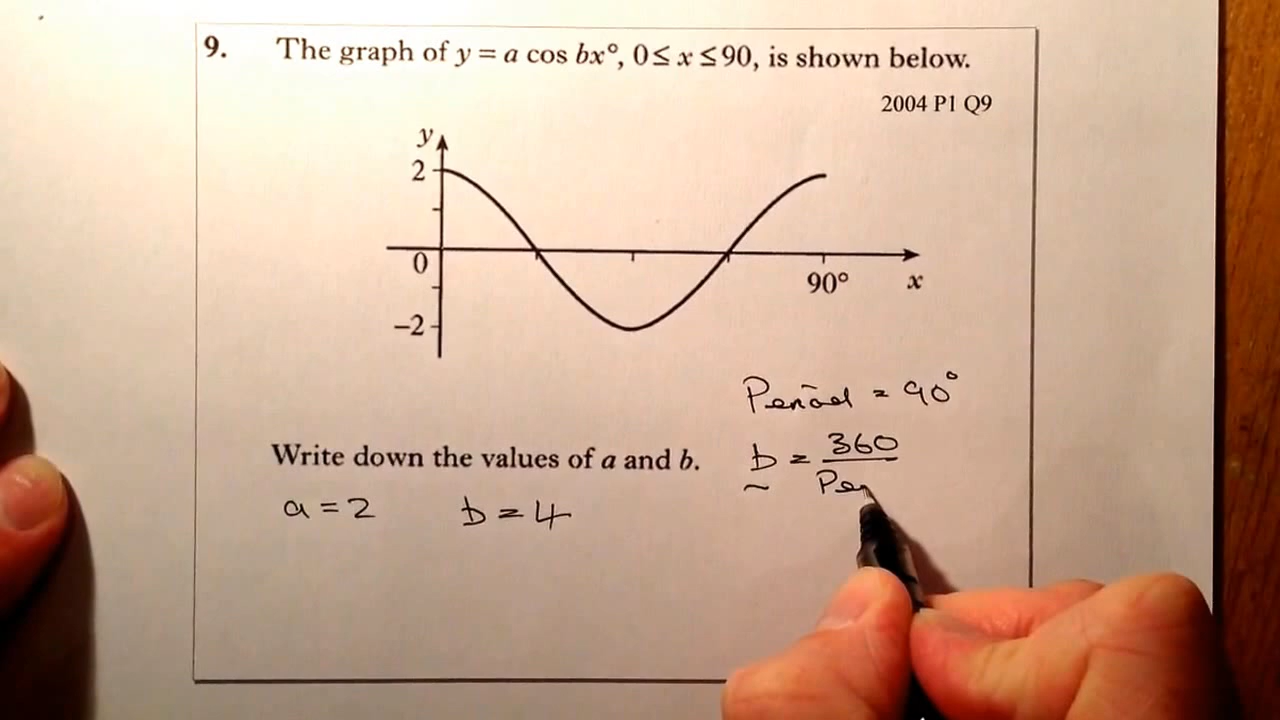 9. The graph of y = a cos bx°, 0 ≤ x ≤ 90, is shown below.
2004 P1 Q9
y
2
0
90° x
–2
Period = 90°
Write down the values of a and b.
b = 360
Per
a = 2 b = 4